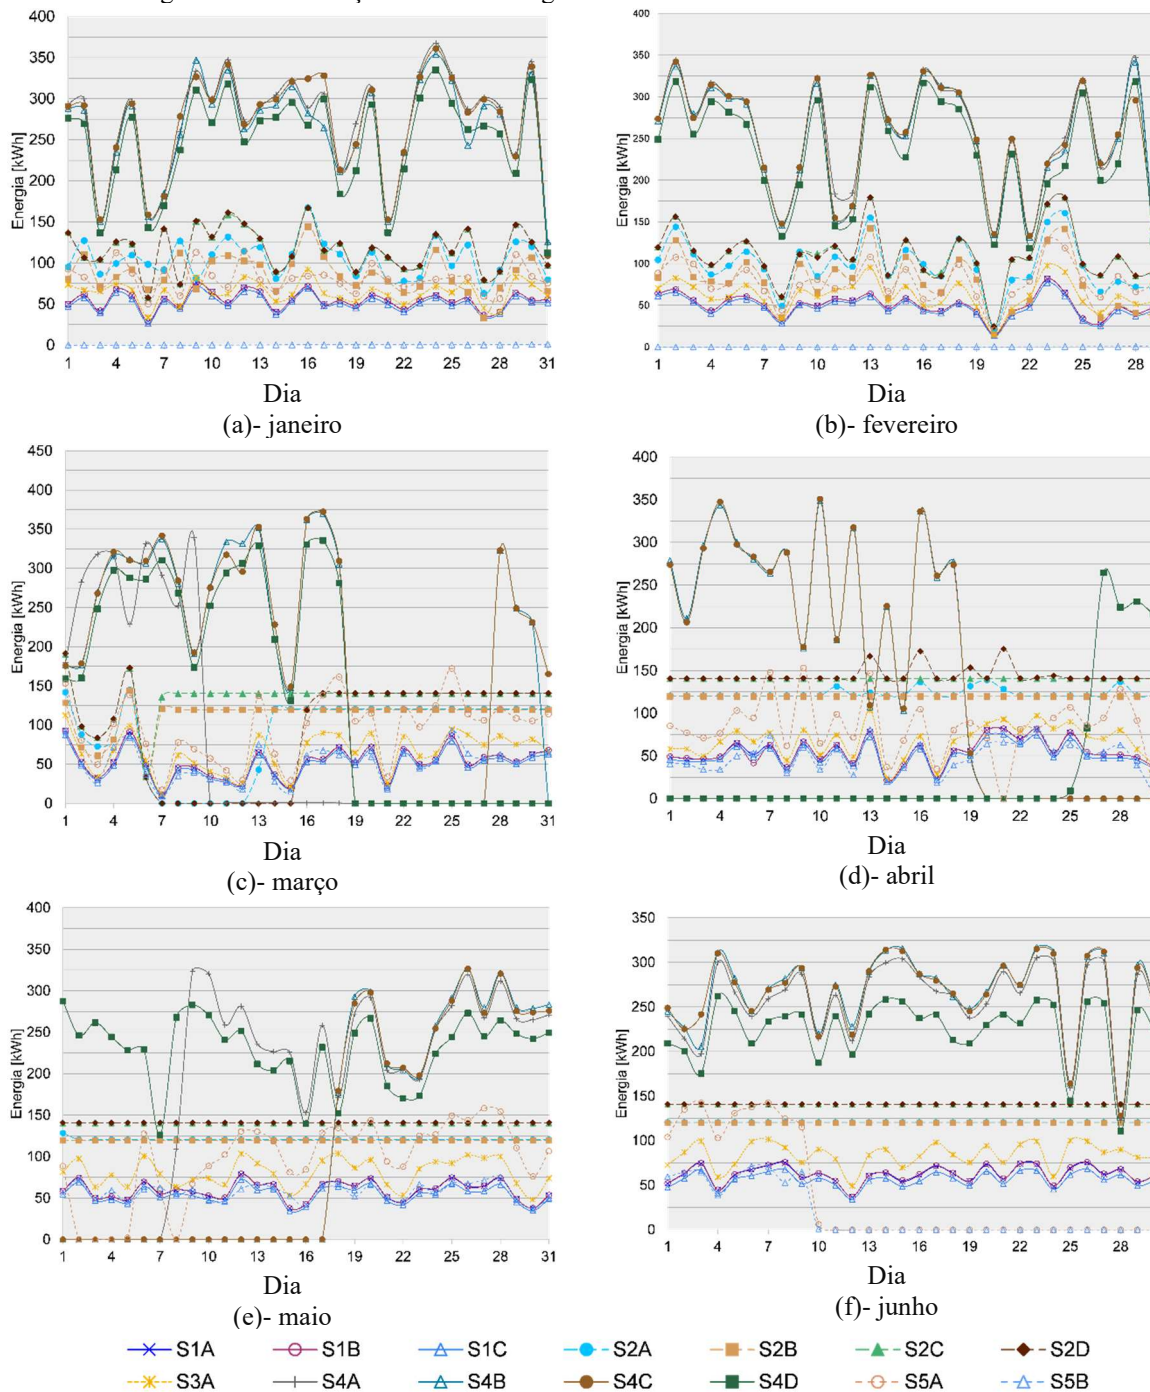 400
350
300
250
200
150
100
50
0
Energia [kWh]
1 4 7 10 13 16 19 22 25 28 31
Dia
(a)- janeiro
400
350
300
250
200
150
100
50
0
Energia [kWh]
1 4 7 10 13 16 19 22 25 28
Dia
(b)- fevereiro
450
400
350
300
250
200
150
100
50
0
Energia [kWh]
1 4 7 10 13 16 19 22 25 28 31
Dia
(c)- março
400
350
300
250
200
150
100
50
0
Energia [kWh]
1 4 7 10 13 16 19 22 25 28
Dia
(d)- abril
400
350
300
250
200
150
100
50
0
Energia [kWh]
1 4 7 10 13 16 19 22 25 28 31
Dia
(e)- maio
350
300
250
200
150
100
50
0
Energia [kWh]
1 4 7 10 13 16 19 22 25 28
Dia
(f)- junho
S1A S1B S1C S2A S2B S2C S2D
S3A S4A S4B S4C S4D S5A S5B